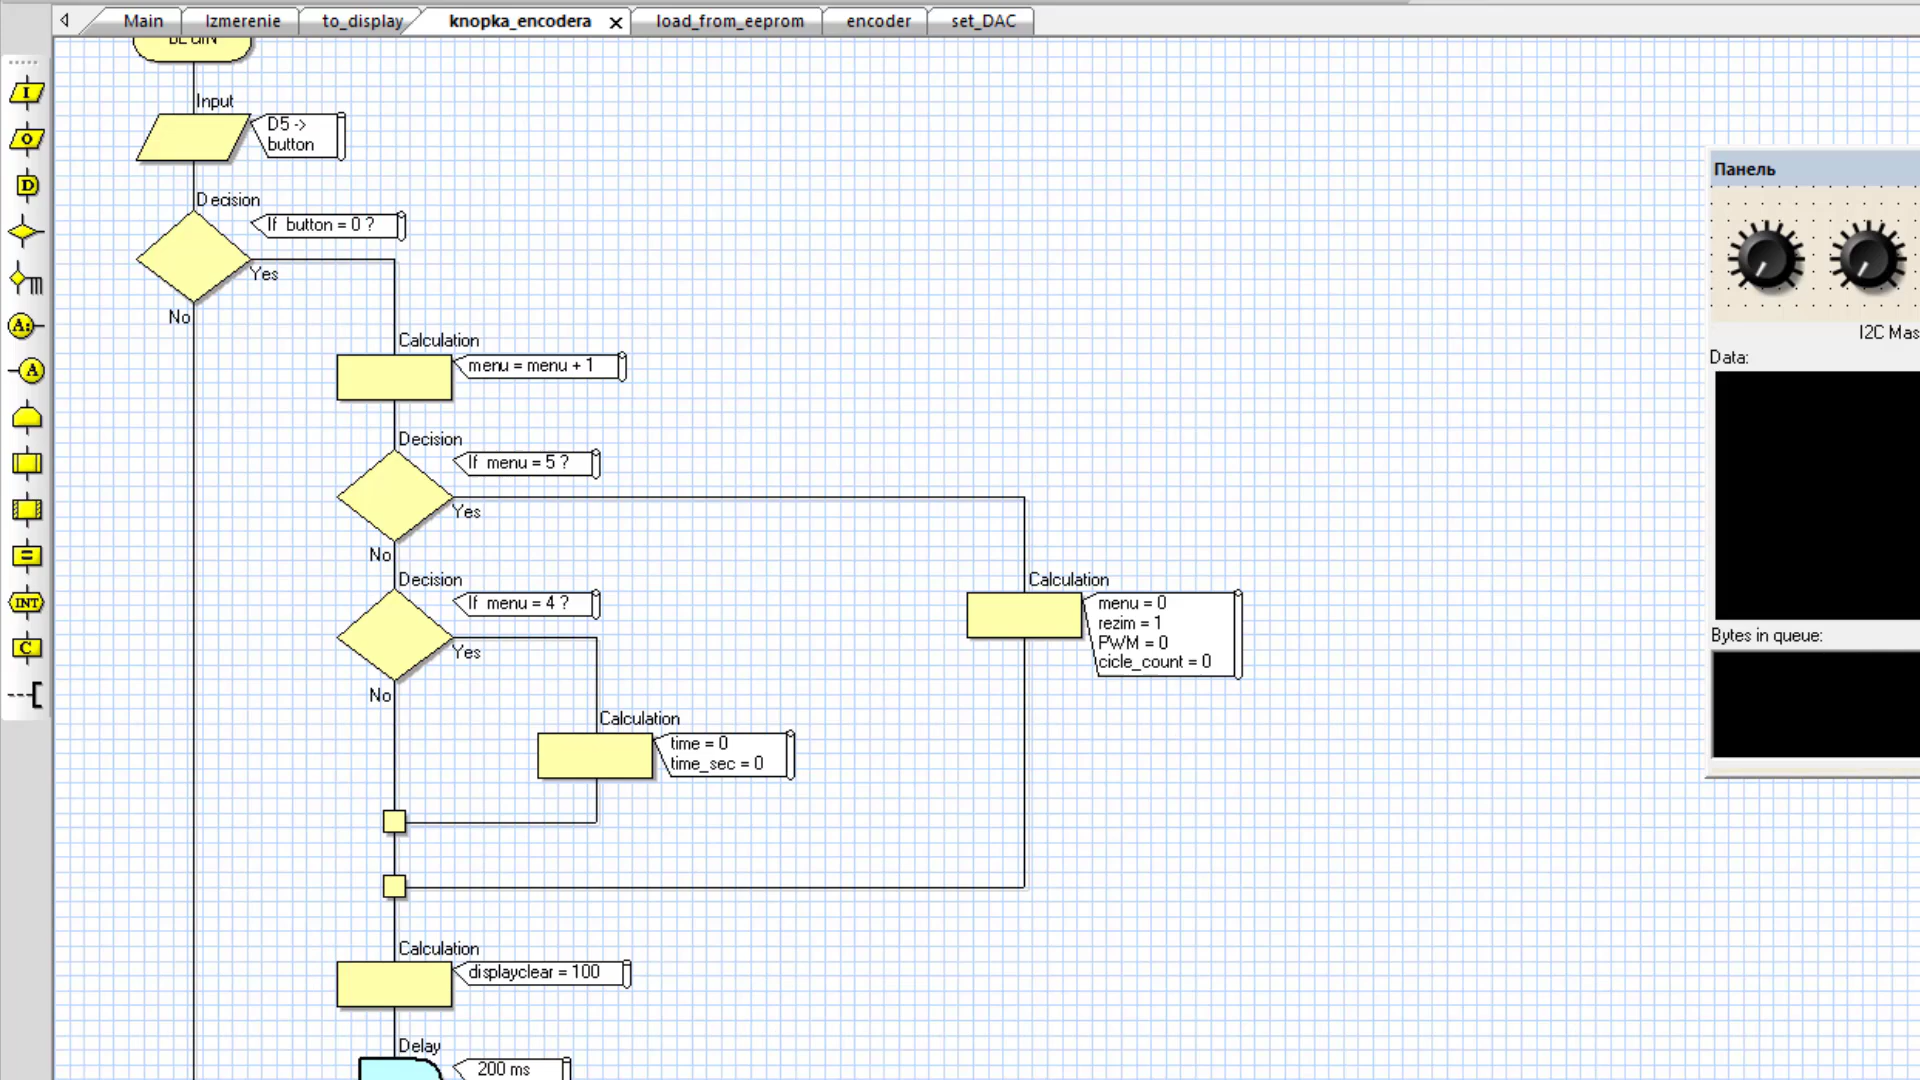 Main
Izmerenie
to_display
knopka_encodera
load_from_eeprom
encoder
set_DAC
BEGIN
Input
D5 ->
button
Decision
If button = 0 ?
Yes
No
Calculation
menu = menu + 1
Decision
If menu = 5 ?
Yes
No
Decision
If menu = 4 ?
Yes
No
Calculation
menu = 0
rezim = 1
PWM = 0
cicle_count = 0
Calculation
time = 0
time_sec = 0
Calculation
displayclear = 100
Delay
200 ms
I
O
D
A:
A
=
INT
C
Панель
I2C Mas
Data:
Bytes in queue: